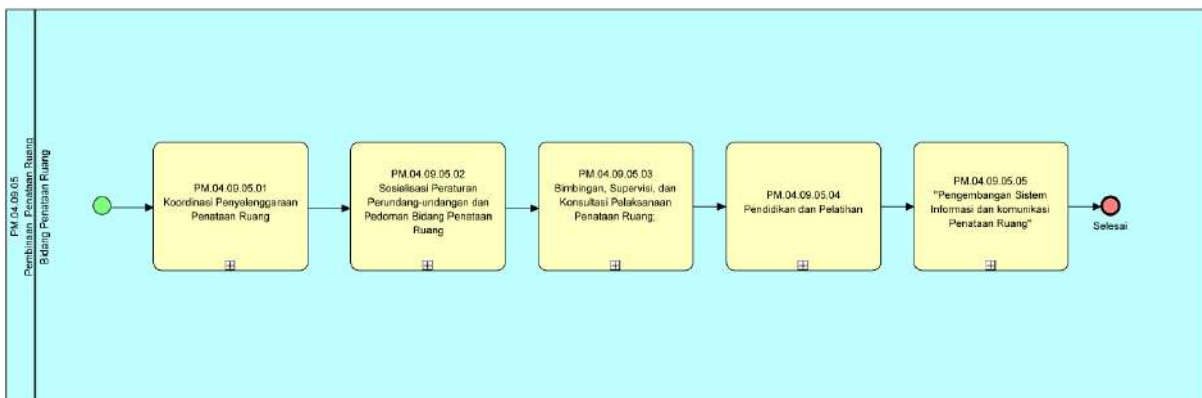 PM.04.09.05
Pembinaan Penataan Ruang
Bidang Penataan Ruang
PM.04.09.05.01
Koordinasi Penyelenggaraan
Penataan Ruang
PM.04.09.05.02
Sosialisasi Peraturan
Perundang-undangan dan
Pedoman Bidang Penataan
Ruang
PM.04.09.05.03
Bimbingan, Supervisi, dan
Konsultasi Pelaksanaan
Penataan Ruang;
PM.04.09.05.04
Pendidikan dan Pelatihan
PM.04.09.05.05
"Pengembangan Sistem
Informasi dan komunikasi
Penataan Ruang"
Selesai